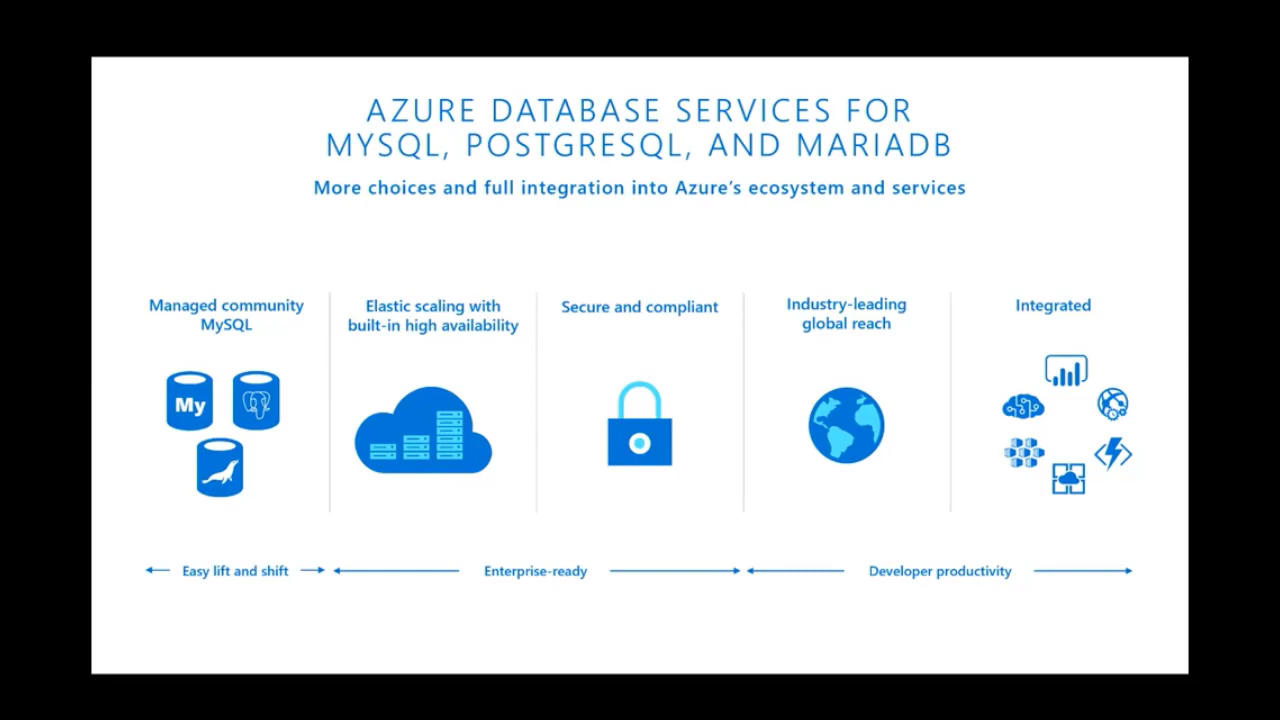 AZURE DATABASE SERVICES FOR
MYSQL, POSTGRESQL, AND MARIADB
More choices and full integration into Azure's ecosystem and services
Managed community
MySQL
Elastic scaling with
built-in high availability
Secure and compliant
Industry-leading
global reach
Integrated
My
Easy lift and shift
Enterprise-ready
Developer productivity